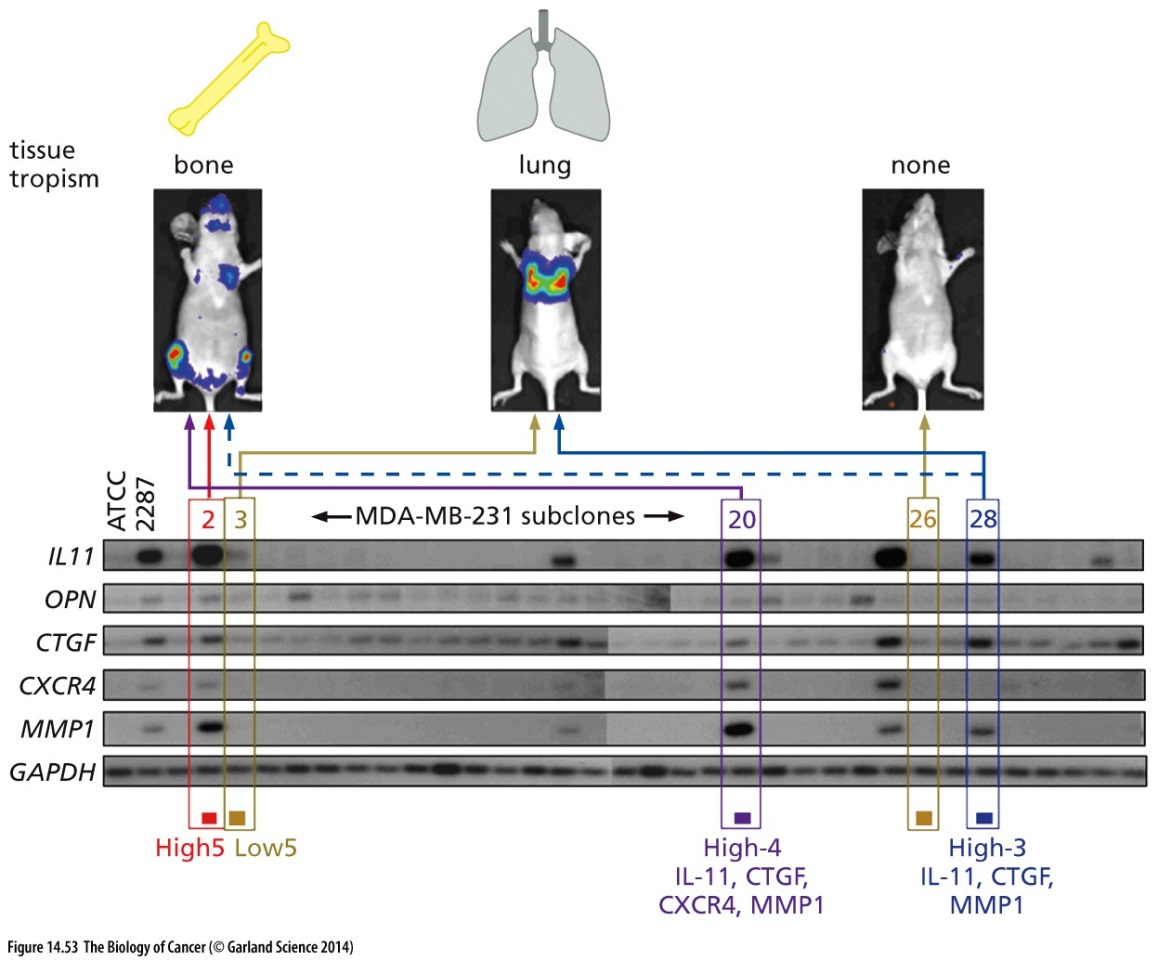 tissue
tropism
bone
lung
none
ATCC
2287
2
3
MDA-MB-231 subclones
20
26
28
IL11
OPN
CTGF
CXCR4
MMP1
GAPDH
High5
Low5
High-4
IL-11, CTGF,
CXCR4, MMP1
High-3
IL-11, CTGF,
MMP1
Figure 14.53 The Biology of Cancer (© Garland Science 2014)